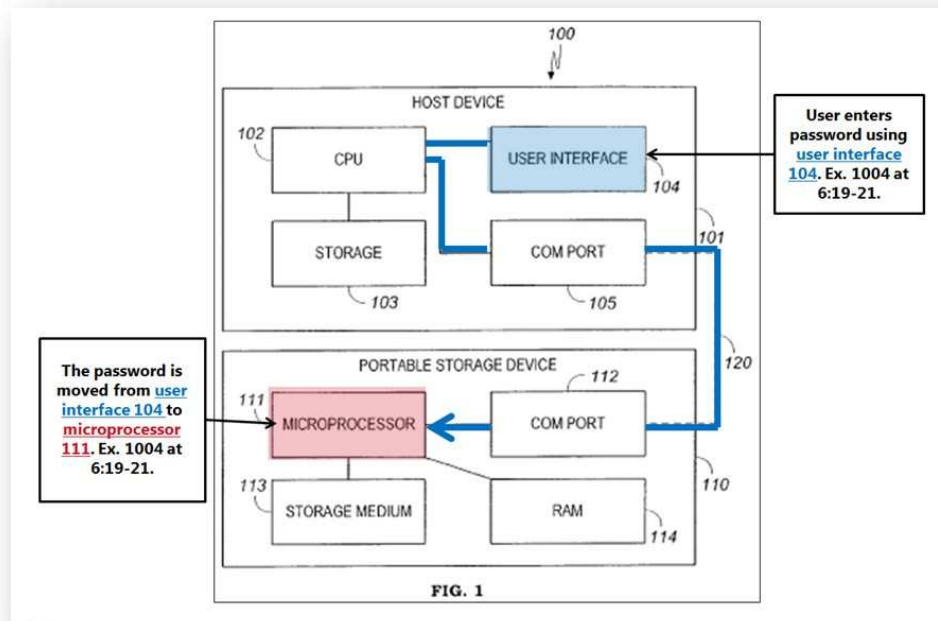 100
HOST DEVICE
102
CPU
USER INTERFACE
104
User enters
password using
user interface
104. Ex. 1004 at
6:19-21.
STORAGE
103
COM PORT
105
101
120
PORTABLE STORAGE DEVICE
112
The password is
moved from user
interface 104 to
microprocessor
111. Ex. 1004 at
6:19-21.
111
MICROPROCESSOR
COM PORT
110
113
STORAGE MEDIUM
RAM
114
FIG. 1